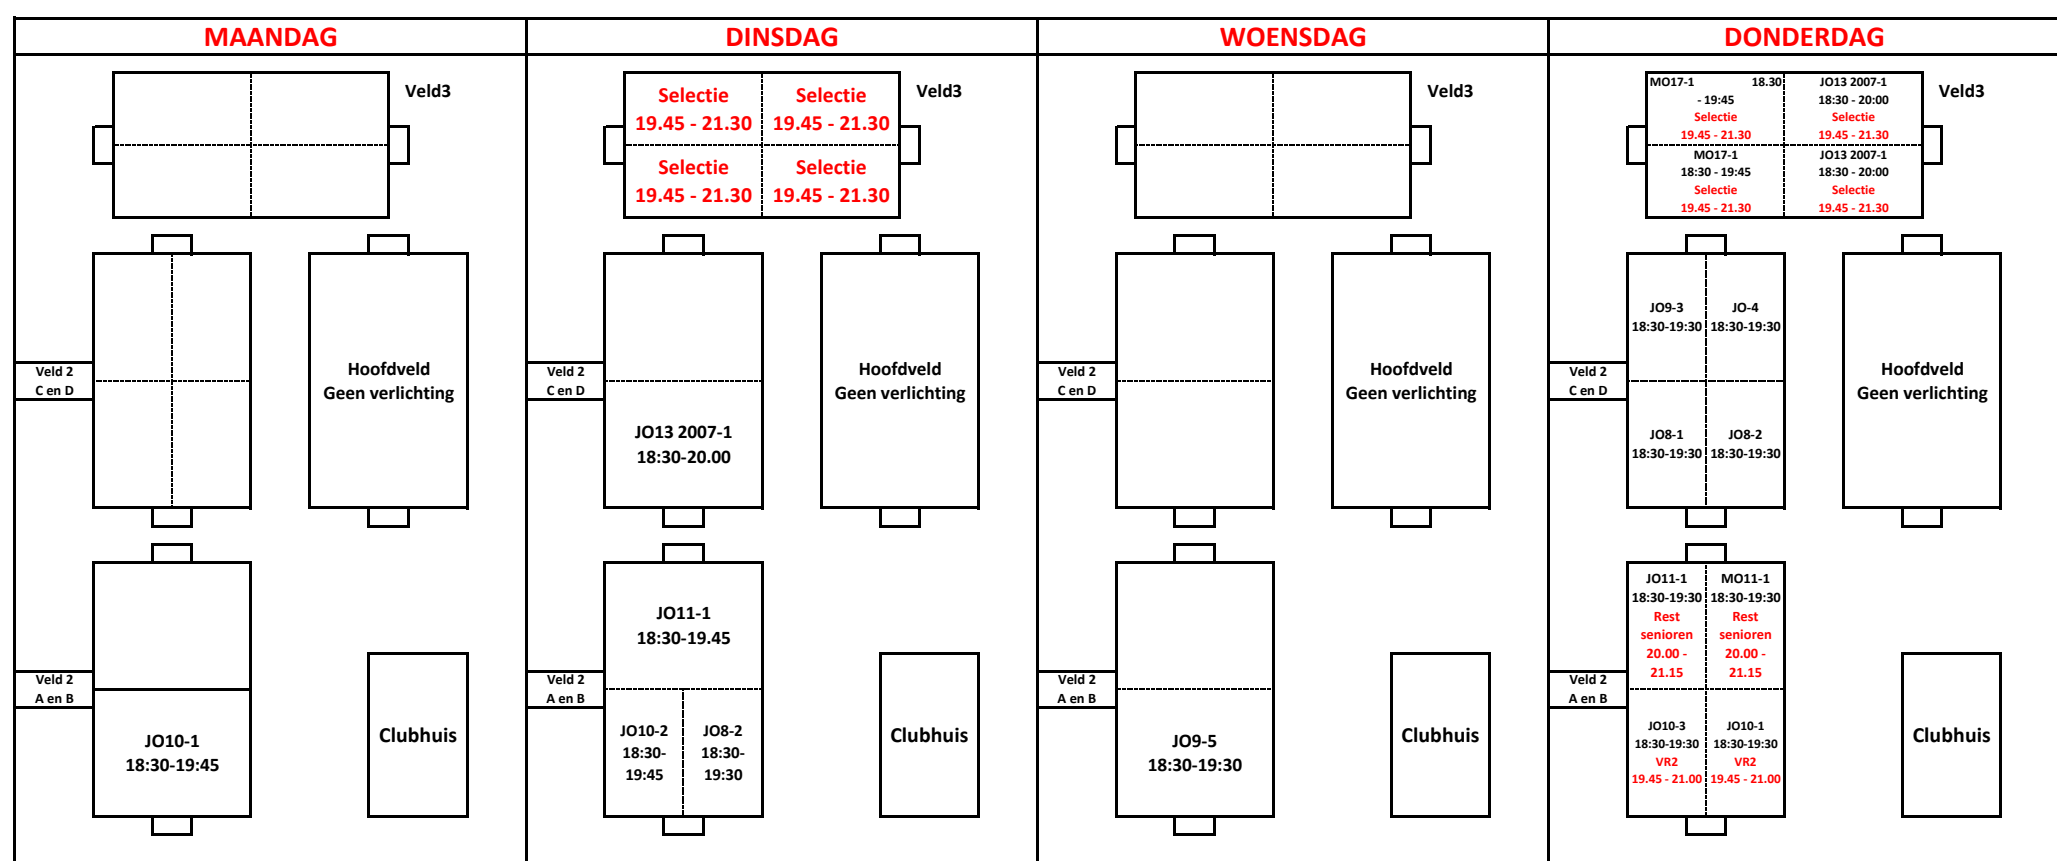 MAANDAG
Veld3
Veld 2
C en D
Hoofdveld
Geen verlichting
Veld 2
A en B
JO10-1
18:30-19:45
Clubhuis
DINSDAG
Selectie
19.45 - 21.30
Selectie
19.45 - 21.30
Selectie
19.45 - 21.30
Selectie
19.45 - 21.30
Veld3
Veld 2
C en D
JO13 2007-1
18:30-20.00
Hoofdveld
Geen verlichting
JO11-1
18:30-19.45
Veld 2
A en B
JO10-2
18:30-
19:45
JO8-2
18:30-
19:30
Clubhuis
WOENSDAG
Veld3
Veld 2
C en D
Hoofdveld
Geen verlichting
Veld 2
A en B
JO9-5
18:30-19:30
Clubhuis
DONDERDAG
MO17-1 18.30
- 19:45
Selectie
19.45 - 21.30
JO13 2007-1
18:30 - 20:00
Selectie
19.45 - 21.30
MO17-1
18:30 - 19:45
Selectie
19.45 - 21.30
JO13 2007-1
18:30 - 20:00
Selectie
19.45 - 21.30
Veld3
JO9-3
18:30-19:30
JO-4
18:30-19:30
Veld 2
C en D
JO8-1
18:30-19:30
JO8-2
18:30-19:30
Hoofdveld
Geen verlichting
JO11-1
18:30-19:30
Rest
senioren
20.00 -
21.15
MO11-1
18:30-19:30
Rest
senioren
20.00 -
21.15
Veld 2
A en B
JO10-3
18:30-19:30
VR2
19.45 - 21.00
JO10-1
18:30-19:30
VR2
19.45 - 21.00
Clubhuis